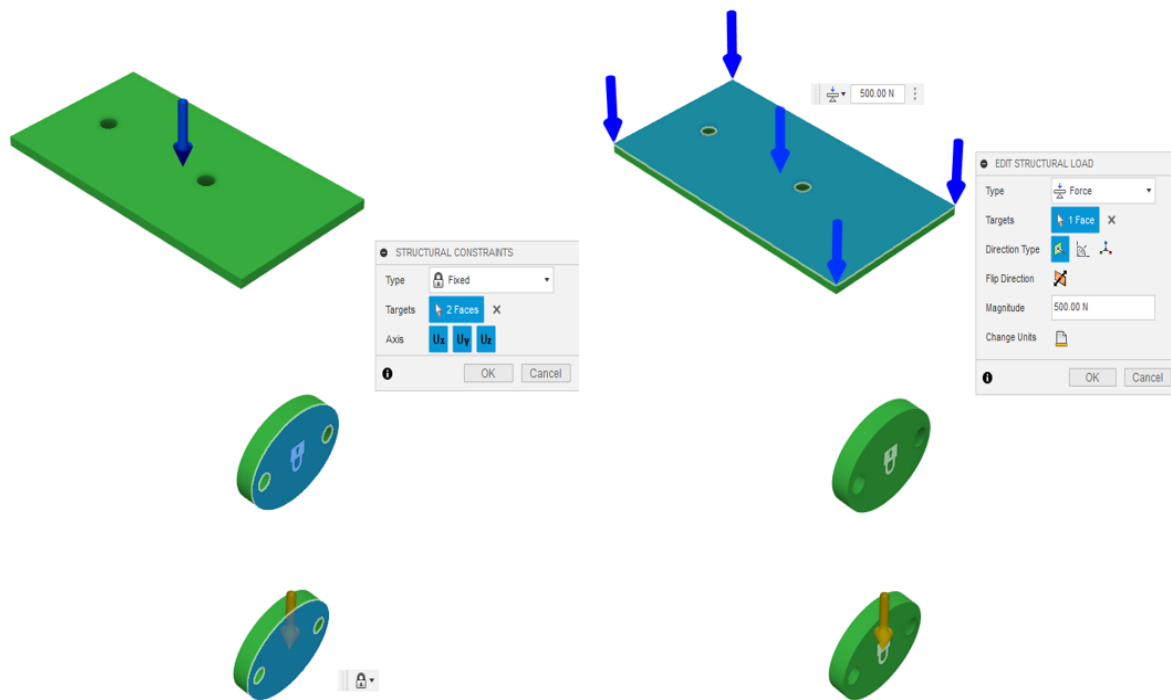 500.00 N
EDIT STRUCTURAL LOAD
Type Force
Targets 1 Face X
Direction Type
Flip Direction
Magnitude 500.00 N
Change Units
OK Cancel
STRUCTURAL CONSTRAINTS
Type Fixed
Targets 2 Faces X
Axis Ux Uy Uz
OK Cancel